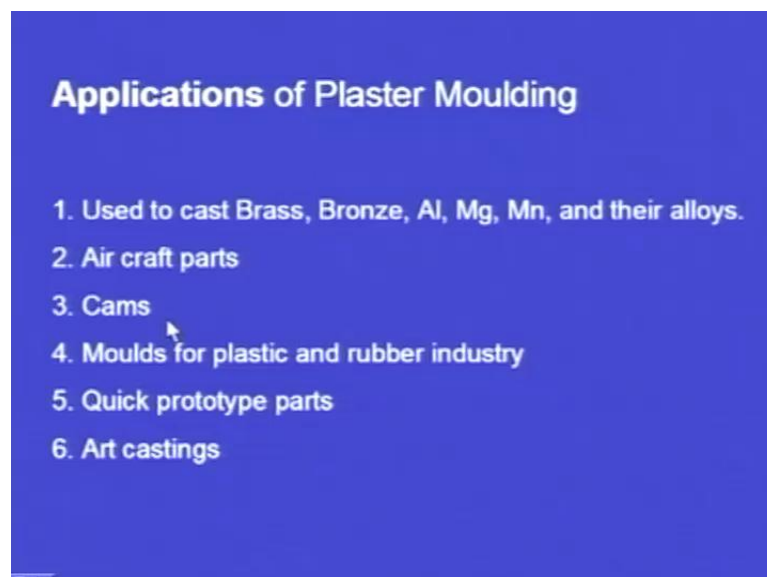 Applications of Plaster Moulding
1. Used to cast Brass, Bronze, Al, Mg, Mn, and their alloys.
2. Air craft parts
3. Cams
4. Moulds for plastic and rubber industry
5. Quick prototype parts
6. Art castings